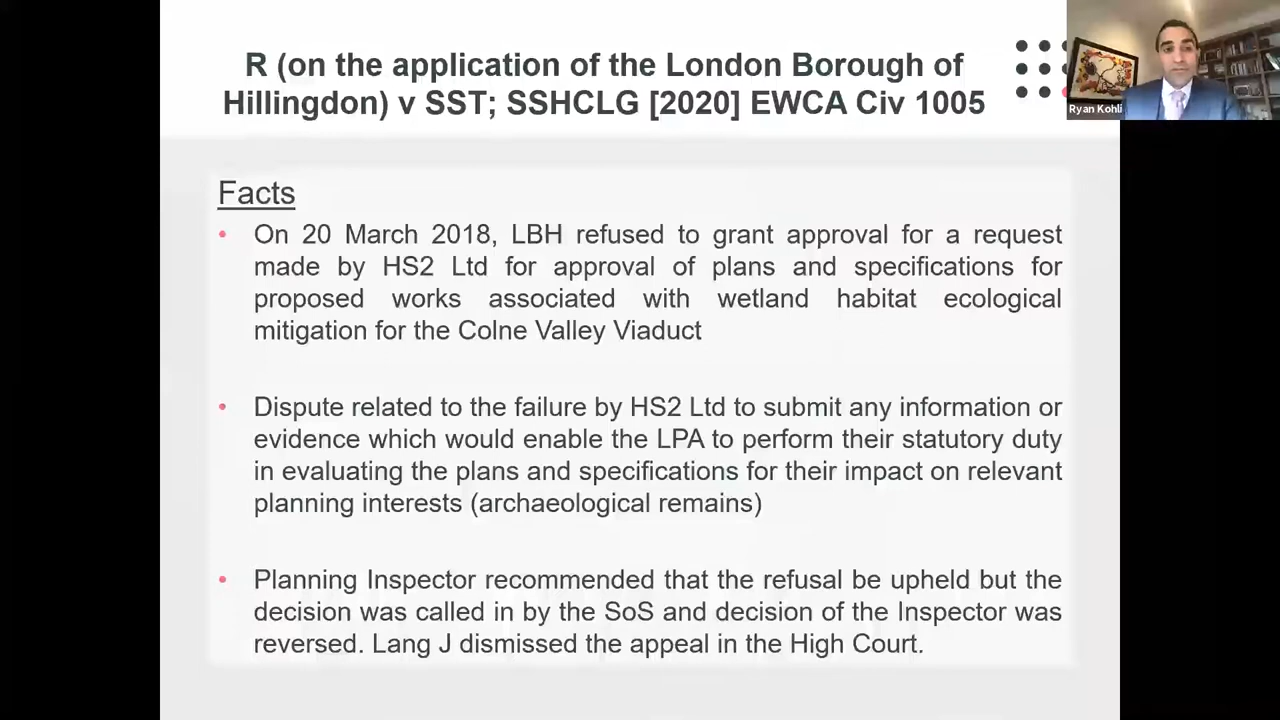 R (on the application of the London Borough of
Hillingdon) v SST; SSHCLG [2020] EWCA Civ 1005
Ryan Kohli
Facts
• On 20 March 2018, LBH refused to grant approval for a request
made by HS2 Ltd for approval of plans and specifications for
proposed works associated with wetland habitat ecological
mitigation for the Colne Valley Viaduct
• Dispute related to the failure by HS2 Ltd to submit any information or
evidence which would enable the LPA to perform their statutory duty
in evaluating the plans and specifications for their impact on relevant
planning interests (archaeological remains)
• Planning Inspector recommended that the refusal be upheld but the
decision was called in by the SoS and decision of the Inspector was
reversed. Lang J dismissed the appeal in the High Court.